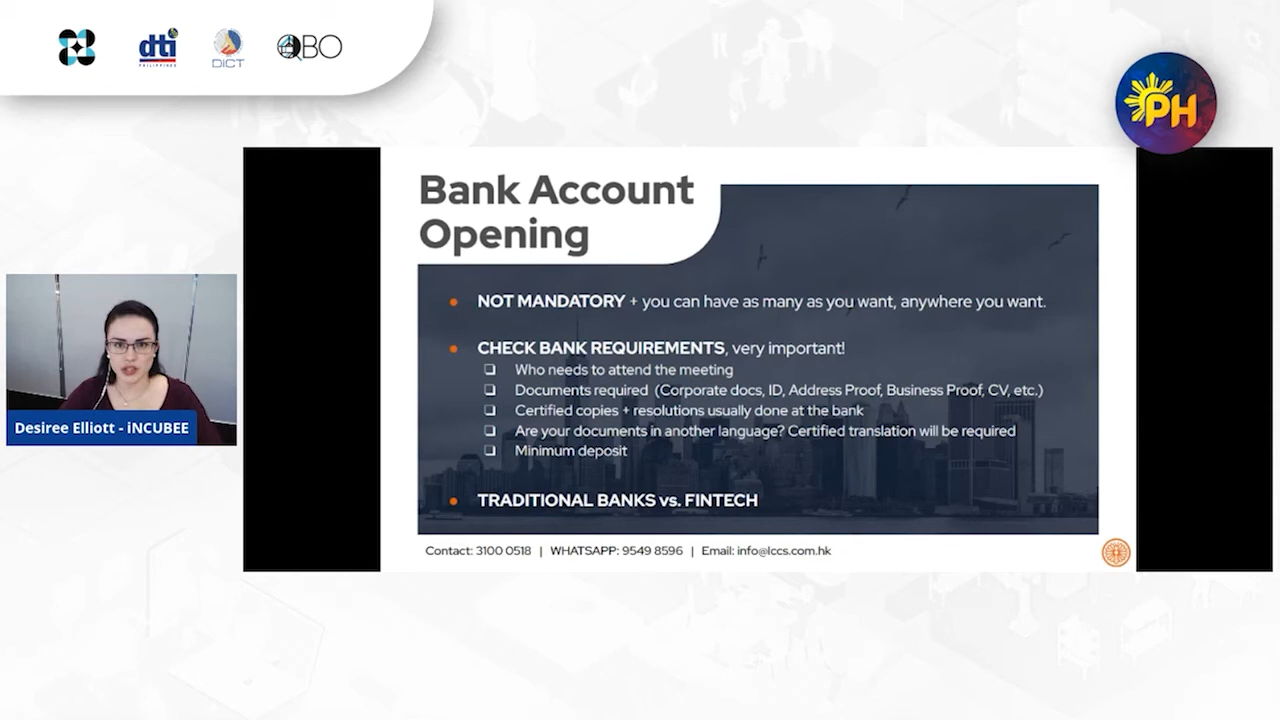 dti
PHILIPPINES
DICT
QBO
PH
Bank Account
Opening
• NOT MANDATORY + you can have as many as you want, anywhere you want.
• CHECK BANK REQUIREMENTS, very important!
❑ Who needs to attend the meeting
❑ Documents required (Corporate docs, ID, Address Proof, Business Proof, CV, etc.)
❑ Certified copies + resolutions usually done at the bank
❑ Are your documents in another language? Certified translation will be required
❑ Minimum deposit
• TRADITIONAL BANKS vs. FINTECH
Contact: 3100 0518 | WHATSAPP: 9549 8596 | Email: info@lccs.com.hk
Desiree Elliott - iNCUBEE